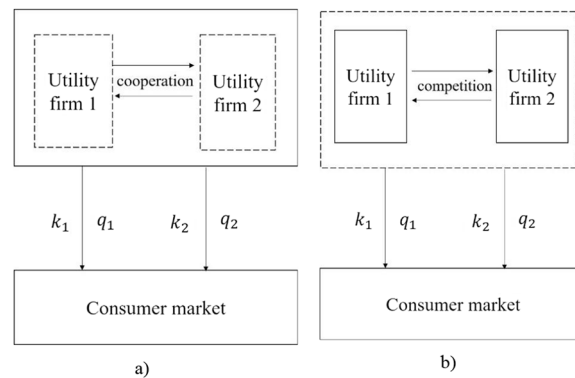 Utility
firm 1
cooperation
Utility
firm 2
k₁ q₁ k₂ q₂
Consumer market
a)
Utility
firm 1
competition
Utility
firm 2
k₁ q₁ k₂ q₂
Consumer market
b)